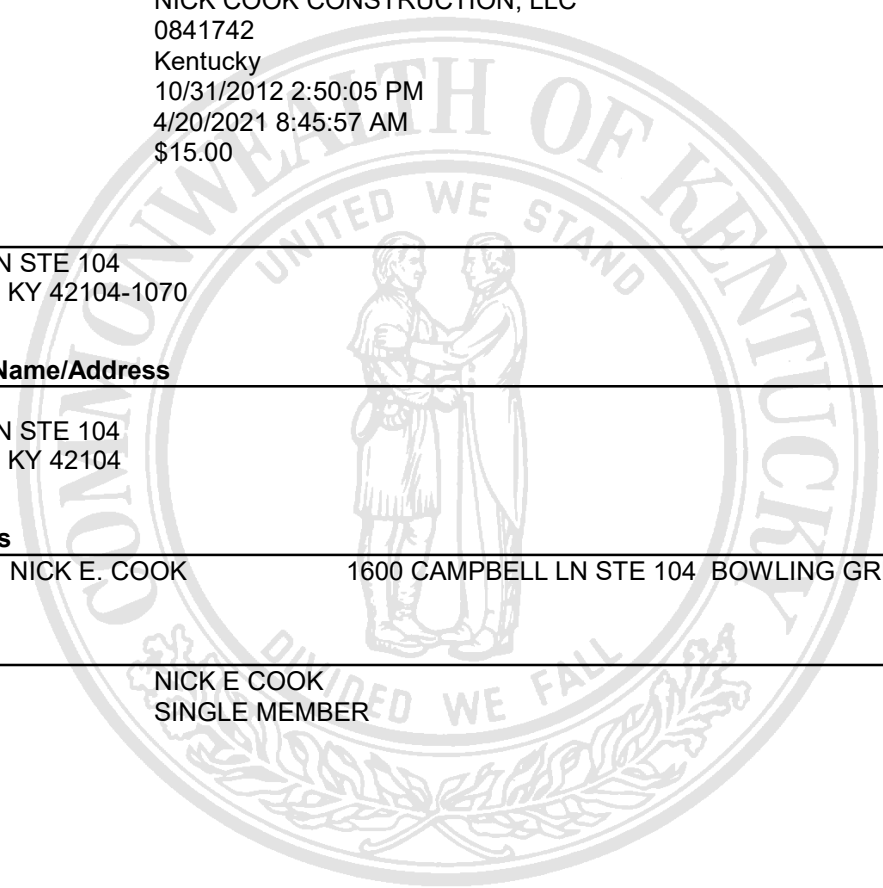 NICK COOK CONSTRUCTION, LLC
0841742
Kentucky
10/31/2012 2:50:05 PM
4/20/2021 8:45:57 AM
$15.00
COMMONWEALTH OF KENTUCKY
UNITED WE STAND
N STE 104
KY 42104-1070
Name/Address
N STE 104
KY 42104
s
NICK E. COOK 1600 CAMPBELL LN STE 104 BOWLING GR
DIVIDED WE FALL
NICK E COOK
SINGLE MEMBER